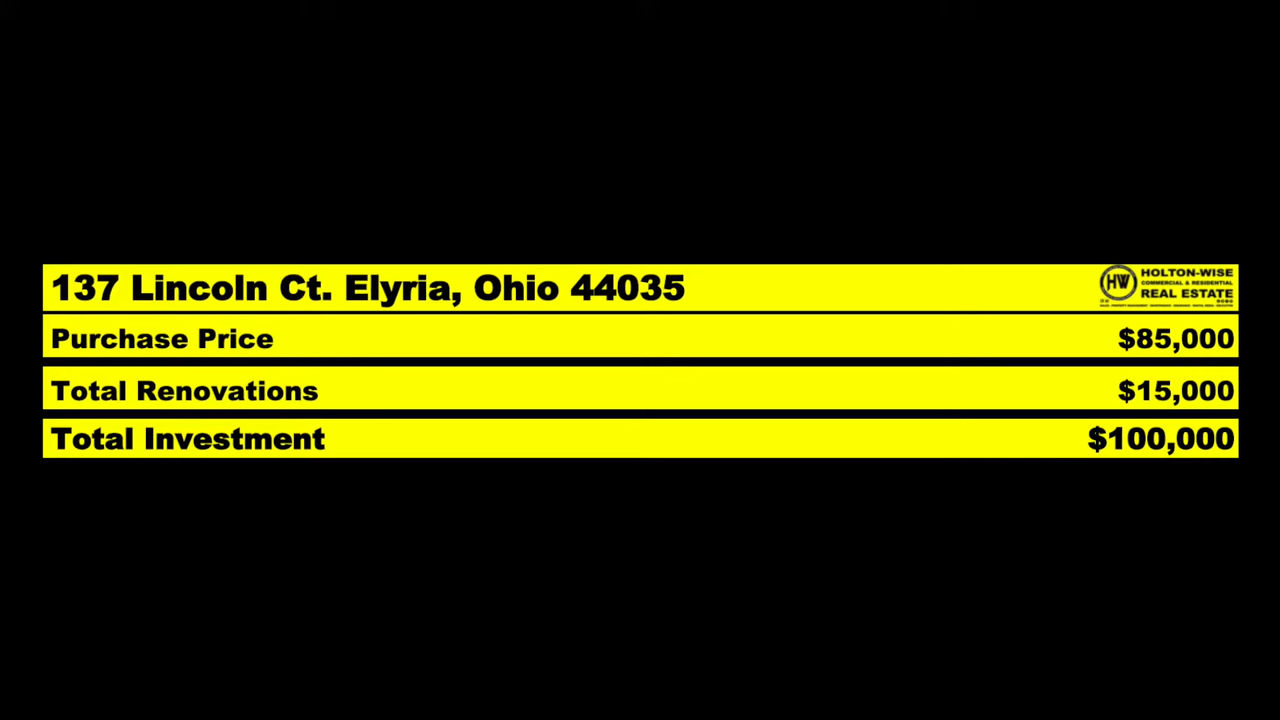 137 Lincoln Ct. Elyria, Ohio 44035
HW
HOLTON-WISE
COMMERCIAL & RESIDENTIAL
REAL ESTATE
Purchase Price $85,000
Total Renovations $15,000
Total Investment $100,000